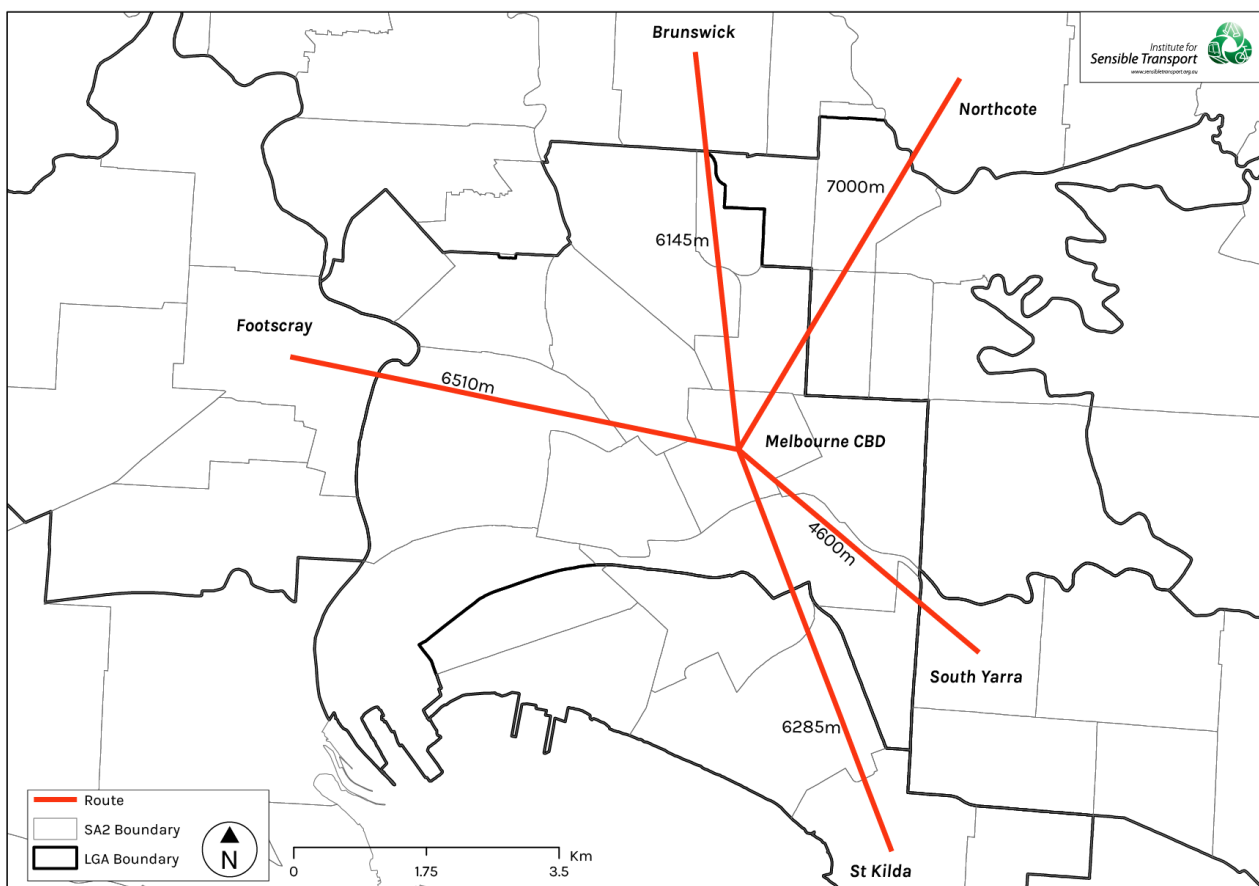 Brunswick
Institute for
Sensible Transport
www.sensibletransport.org.au
Northcote
7000m
6145m
Footscray
6510m
Melbourne CBD
4600m
South Yarra
6285m
Route
SA2 Boundary
LGA Boundary
N
Km
0
1.75
3.5
St Kilda